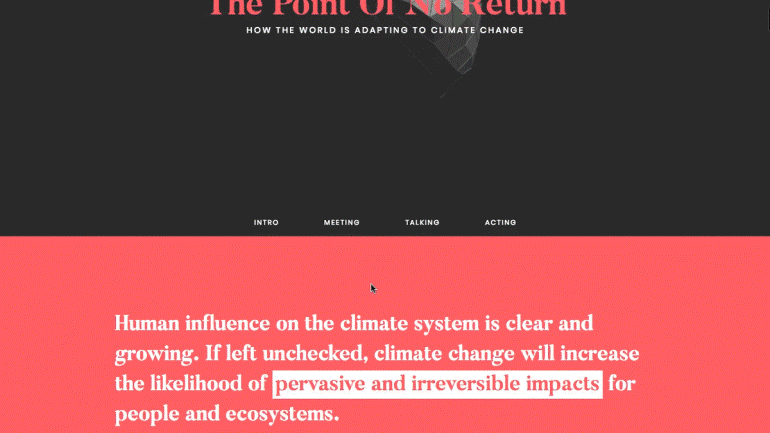 The Point Of No Return
HOW THE WORLD IS ADAPTING TO CLIMATE CHANGE
INTRO MEETING TALKING ACTING
Human influence on the climate system is clear and
growing. If left unchecked, climate change will increase
the likelihood of pervasive and irreversible impacts for
people and ecosystems.